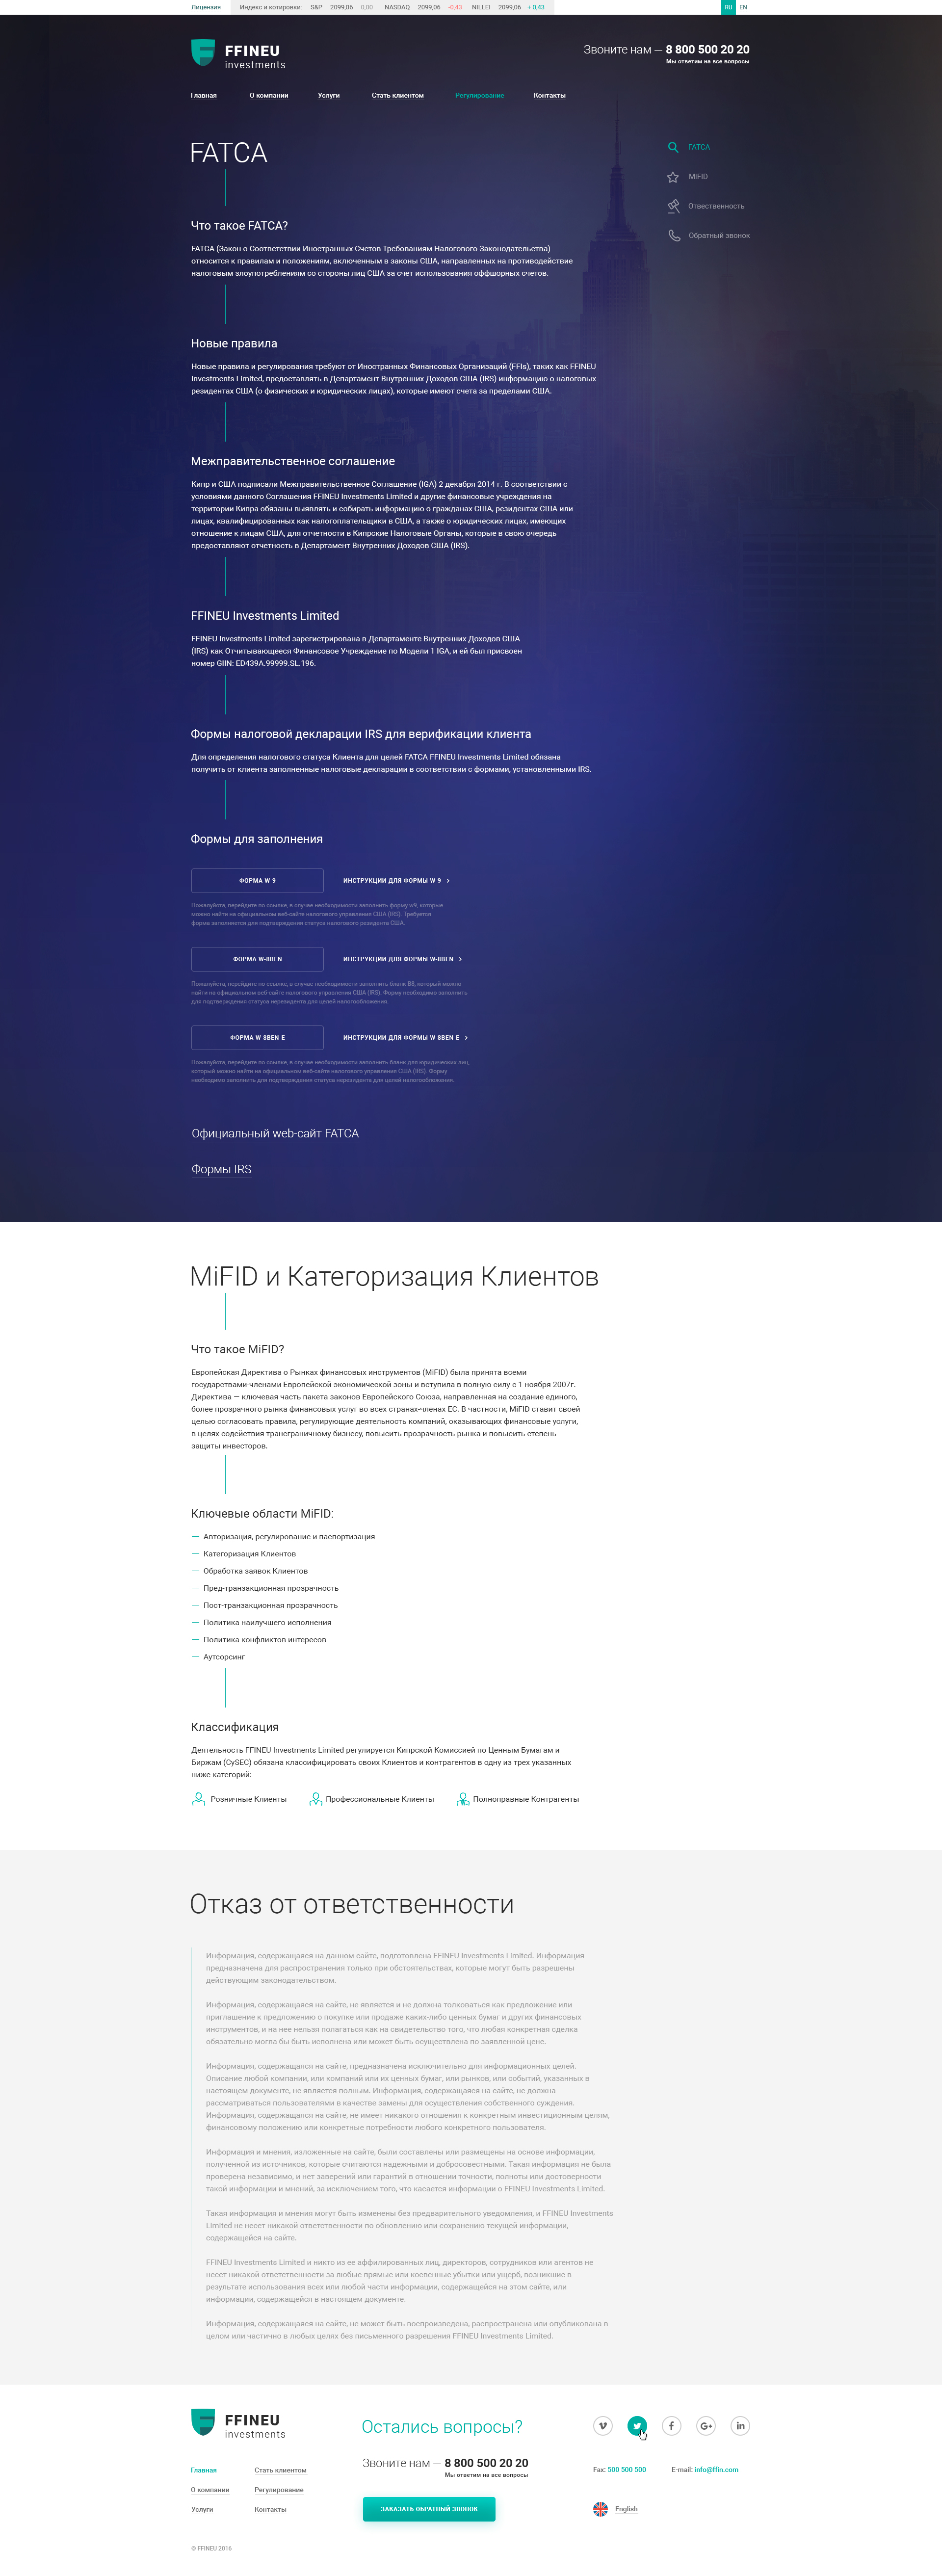 Лицензия Индекс и котировки: S&P 2099,06 0,00 NASDAQ 2099,06 -0,43 NILLEI 2099,06 + 0,43 RU EN
FFINEU
investments
Звоните нам — 8 800 500 20 20
Мы ответим на все вопросы
Главная О компании Услуги Стать клиентом Регулирование Контакты
FATCA
FATCA
MiFID
Отвественность
Обратный звонок
Что такое FATCA?
FATCA (Закон о Соответствии Иностранных Счетов Требованиям Налогового Законодательства)
относится к правилам и положениям, включенным в законы США, направленных на противодействие
налоговым злоупотреблениям со стороны лиц США за счет использования оффшорных счетов.
Новые правила
Новые правила и регулирования требуют от Иностранных Финансовых Организаций (FFIs), таких как FFINEU
Investments Limited, предоставлять в Департамент Внутренних Доходов США (IRS) информацию о налоговых
резидентах США (о физических и юридических лицах), которые имеют счета за пределами США.
Межправительственное соглашение
Кипр и США подписали Межправительственное Соглашение (IGA) 2 декабря 2014 г. В соответствии с
условиями данного Соглашения FFINEU Investments Limited и другие финансовые учреждения на
территории Кипра обязаны выявлять и собирать информацию о гражданах США, резидентах США или
лицах, квалифицированных как налогоплательщики в США, а также о юридических лицах, имеющих
отношение к лицам США, для отчетности в Кипрские Налоговые Органы, которые в свою очередь
предоставляют отчетность в Департамент Внутренних Доходов США (IRS).
FFINEU Investments Limited
FFINEU Investments Limited зарегистрирована в Департаменте Внутренних Доходов США
(IRS) как Отчитывающееся Финансовое Учреждение по Модели 1 IGA, и ей был присвоен
номер GIIN: ED439A.99999.SL.196.
Формы налоговой декларации IRS для верификации клиента
Для определения налогового статуса Клиента для целей FATCA FFINEU Investments Limited обязана
получить от клиента заполненные налоговые декларации в соответствии с формами, установленными IRS.
Формы для заполнения
ФОРМА W-9 ИНСТРУКЦИИ ДЛЯ ФОРМЫ W-9
Пожалуйста, перейдите по ссылке, в случае необходимости заполнить форму w9, которые
можно найти на официальном веб-сайте налогового управления США (IRS). Требуется
форма заполняется для подтверждения статуса налогового резидента США.
ФОРМА W-8BEN ИНСТРУКЦИИ ДЛЯ ФОРМЫ W-8BEN
Пожалуйста, перейдите по ссылке, в случае необходимости заполнить бланк B8, который можно
найти на официальном веб-сайте налогового управления США (IRS). Форму необходимо заполнить
для подтверждения статуса нерезидента для целей налогообложения.
ФОРМА W-8BEN-E ИНСТРУКЦИИ ДЛЯ ФОРМЫ W-8BEN-E
Пожалуйста, перейдите по ссылке, в случае необходимости заполнить бланк для юридических лиц,
который можно найти на официальном веб-сайте налогового управления США (IRS). Форму
необходимо заполнить для подтверждения статуса нерезидента для целей налогообложения.
Официальный web-сайт FATCA
Формы IRS
MiFID и Категоризация Клиентов
Что такое MiFID?
Европейская Директива о Рынках финансовых инструментов (MiFID) была принята всеми
государствами-членами Европейской экономической зоны и вступила в полную силу с 1 ноября 2007г.
Директива — ключевая часть пакета законов Европейского Союза, направленная на создание единого,
более прозрачного рынка финансовых услуг во всех странах-членах ЕС. В частности, MiFID ставит своей
целью согласовать правила, регулирующие деятельность компаний, оказывающих финансовые услуги,
в целях содействия трансграничному бизнесу, повысить прозрачность рынка и повысить степень
защиты инвесторов.
Ключевые области MiFID:
— Авторизация, регулирование и паспортизация
— Категоризация Клиентов
— Обработка заявок Клиентов
— Пред-транзакционная прозрачность
— Пост-транзакционная прозрачность
— Политика наилучшего исполнения
— Политика конфликтов интересов
— Аутсорсинг
Классификация
Деятельность FFINEU Investments Limited регулируется Кипрской Комиссией по Ценным Бумагам и
Биржам (CySEC) обязана классифицировать своих Клиентов и контрагентов в одну из трех указанных
ниже категорий:
Розничные Клиенты Профессиональные Клиенты Полноправные Контрагенты
Отказ от ответственности
Информация, содержащаяся на данном сайте, подготовлена FFINEU Investments Limited. Информация
предназначена для распространения только при обстоятельствах, которые могут быть разрешены
действующим законодательством.
Информация, содержащаяся на сайте, не является и не должна толковаться как предложение или
приглашение к предложению о покупке или продаже каких-либо ценных бумаг и других финансовых
инструментов, и на нее нельзя полагаться как на свидетельство того, что любая конкретная сделка
обязательно могла бы быть исполнена или может быть осуществлена по заявленной цене.
Информация, содержащаяся на сайте, предназначена исключительно для информационных целей.
Описание любой компании, или компаний или их ценных бумаг, или рынков, или событий, указанных в
настоящем документе, не является полным. Информация, содержащаяся на сайте, не должна
рассматриваться пользователями в качестве замены для осуществления собственного суждения.
Информация, содержащаяся на сайте, не имеет никакого отношения к конкретным инвестиционным целям,
финансовому положению или конкретные потребности любого конкретного пользователя.
Информация и мнения, изложенные на сайте, были составлены или размещены на основе информации,
полученной из источников, которые считаются надежными и добросовестными. Такая информация не была
проверена независимо, и нет заверений или гарантий в отношении точности, полноты или достоверности
такой информации и мнений, за исключением того, что касается информации о FFINEU Investments Limited.
Такая информация и мнения могут быть изменены без предварительного уведомления, и FFINEU Investments
Limited не несет никакой ответственности по обновлению или сохранению текущей информации,
содержащейся на сайте.
FFINEU Investments Limited и никто из ее аффилированных лиц, директоров, сотрудников или агентов не
несет никакой ответственности за любые прямые или косвенные убытки или ущерб, возникшие в
результате использования всех или любой части информации, содержащейся на этом сайте, или
информации, содержащейся в настоящем документе.
Информация, содержащаяся на сайте, не может быть воспроизведена, распространена или опубликована в
целом или частично в любых целях без письменного разрешения FFINEU Investments Limited.
FFINEU
investments
Остались вопросы?
Главная Стать клиентом
О компании Регулирование
Услуги Контакты
Звоните нам — 8 800 500 20 20
Мы ответим на все вопросы
ЗАКАЗАТЬ ОБРАТНЫЙ ЗВОНОК
Fax: 500 500 500 E-mail: info@ffin.com
English
© FFINEU 2016